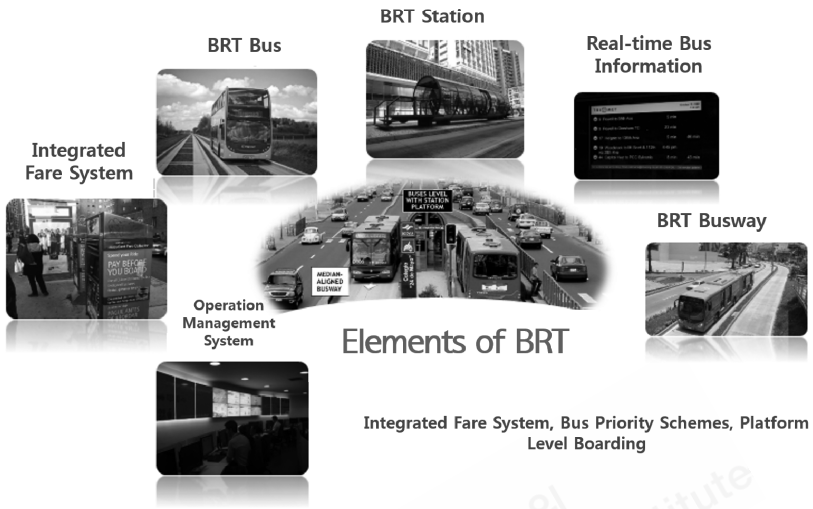 BRT Station
BRT Bus
Real-time Bus
Information
Integrated
Fare System
BUSES LEVEL
WITH STATION
PLATFORM
BRT Busway
PAY BEFORE
YOU BOARD
MEDIAN-
ALIGNED
BUSWAY
Operation
Management
System
Elements of BRT
Integrated Fare System, Bus Priority Schemes, Platform
Level Boarding